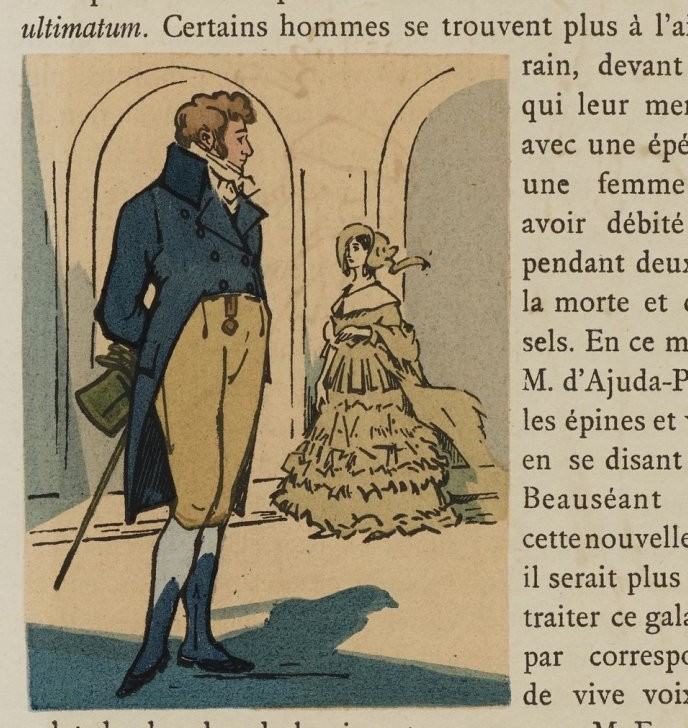 ultimatum. Certains hommes se trouvent plus à l'ai
rain, devant
qui leur mer
avec une épé
une femme
avoir débité
pendant deux
la morte et
sels. En ce m
M. d'Ajuda-P
les épines et
en se disant
Beauséant
cette nouvelle
il serait plus
traiter ce gala
par correspo
de vive voix